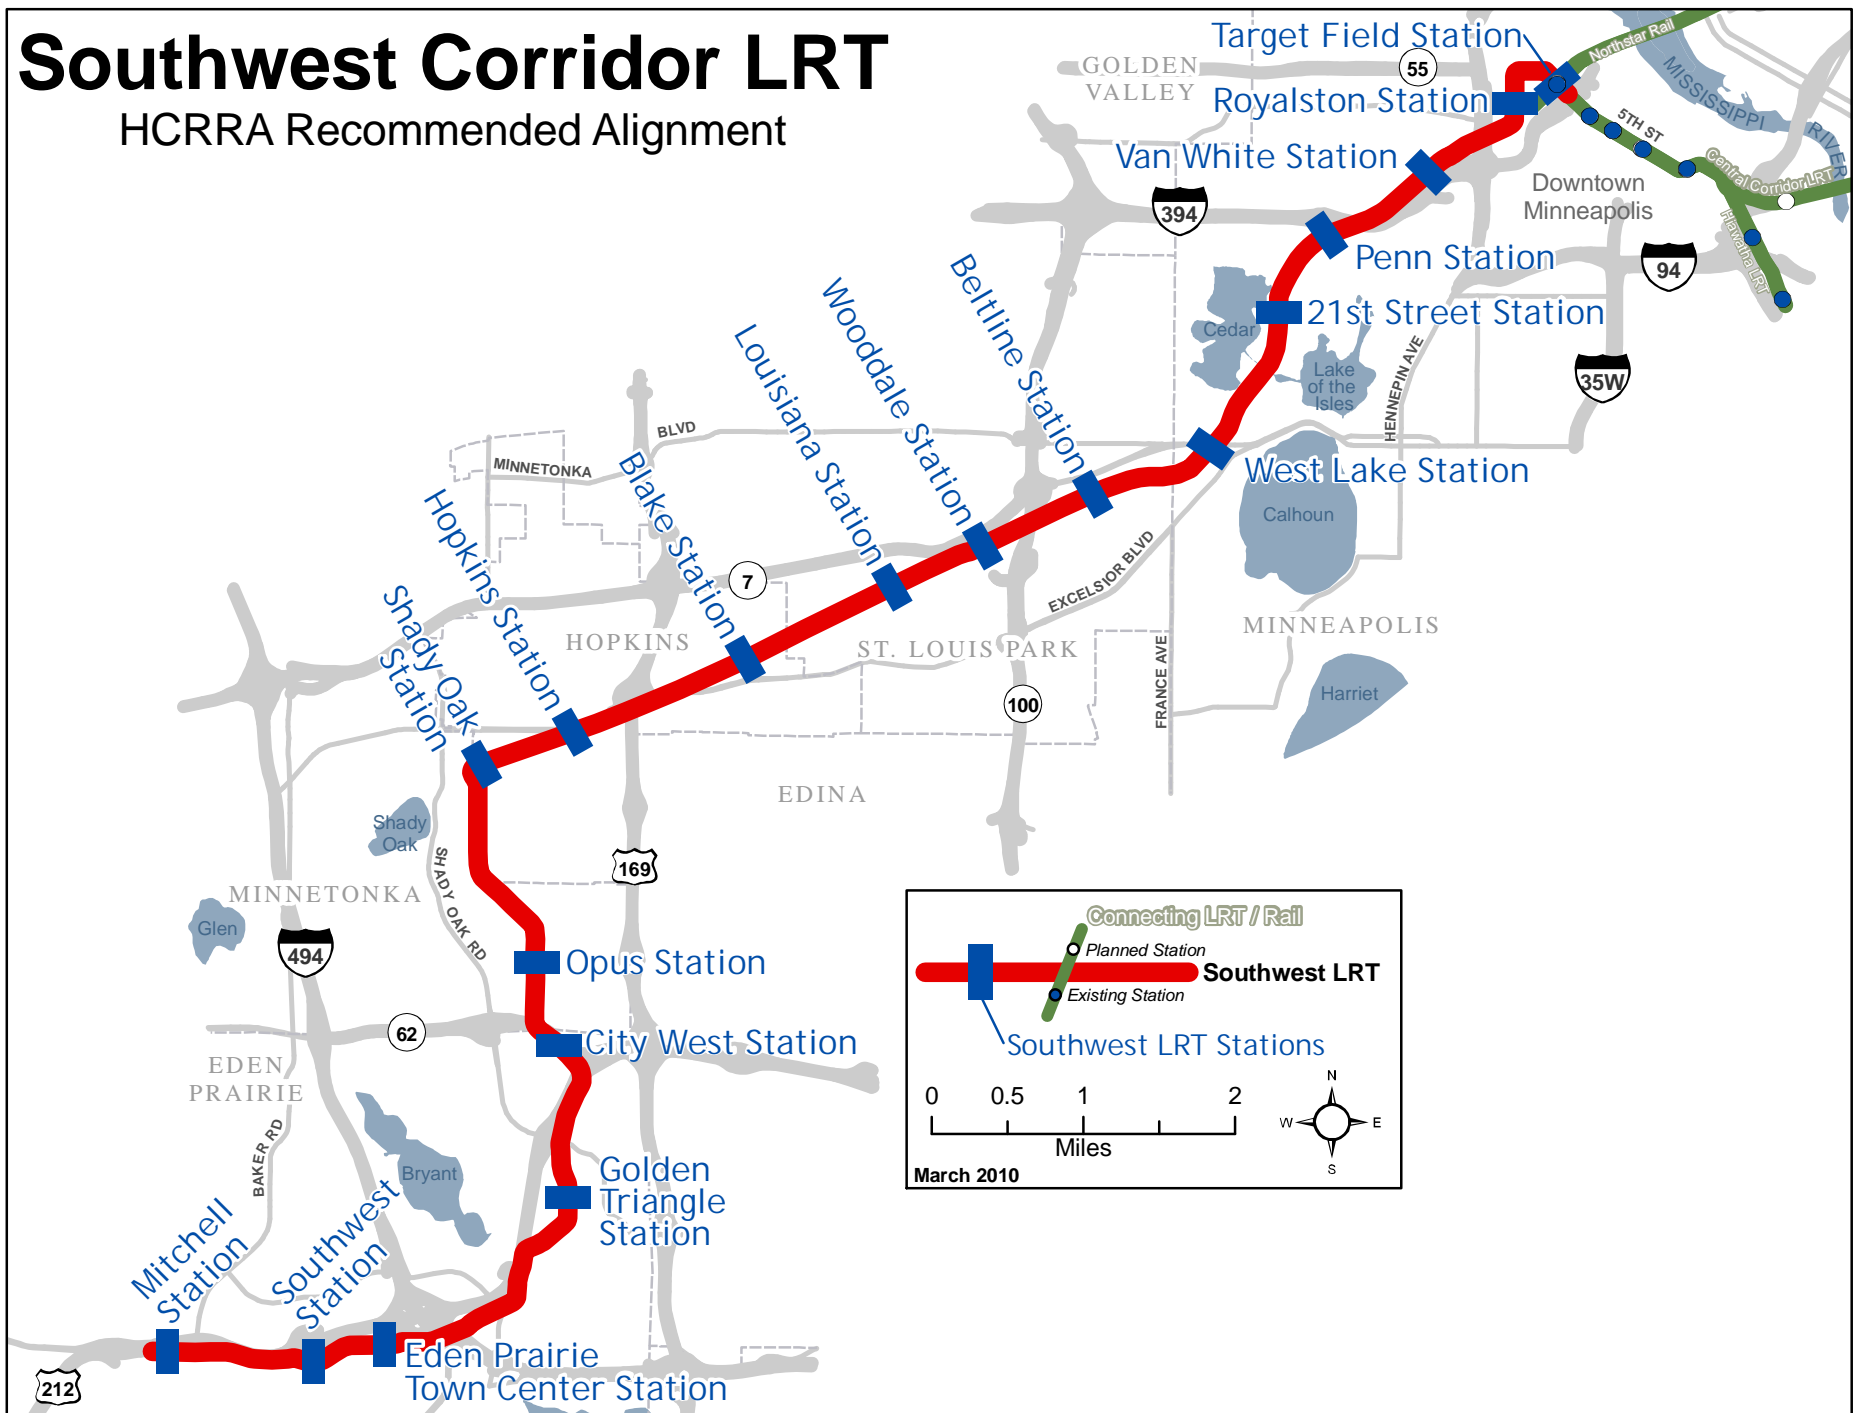 Southwest Corridor LRT
HCRRA Recommended Alignment
Target Field Station
Northstar Rail
GOLDEN
VALLEY
55
Royalston Station
MISSISSIPPI
RIVER
5TH ST
Van White Station
Central Corridor LRT
Downtown
Minneapolis
394
Hiawatha LRT
Penn Station
94
Beltline Station
Wooddale Station
Louisiana Station
Cedar
21st Street Station
Lake
of the
Isles
HENNEPIN AVE
35W
MINNETONKA
BLVD
Blake Station
Hopkins Station
West Lake Station
Calhoun
EXCELSIOR BLVD
7
Shady Oak
Station
HOPKINS
ST. LOUIS PARK
MINNEAPOLIS
FRANCE AVE
Harriet
100
EDINA
Shady
Oak
SHADY OAK RD
169
MINNETONKA
Glen
494
Opus Station
62
City West Station
EDEN
PRAIRIE
BAKER RD
Bryant
Golden
Triangle
Station
Mitchell
Station
Southwest
Station
Eden Prairie
Town Center Station
212
Connecting LRT / Rail
Planned Station
Southwest LRT
Existing Station
Southwest LRT Stations
0 0.5 1 2
Miles
N
W E
S
March 2010